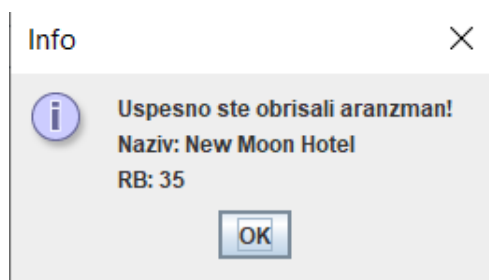 Info
Uspesno ste obrisali aranzman!
Naziv: New Moon Hotel
RB: 35
OK